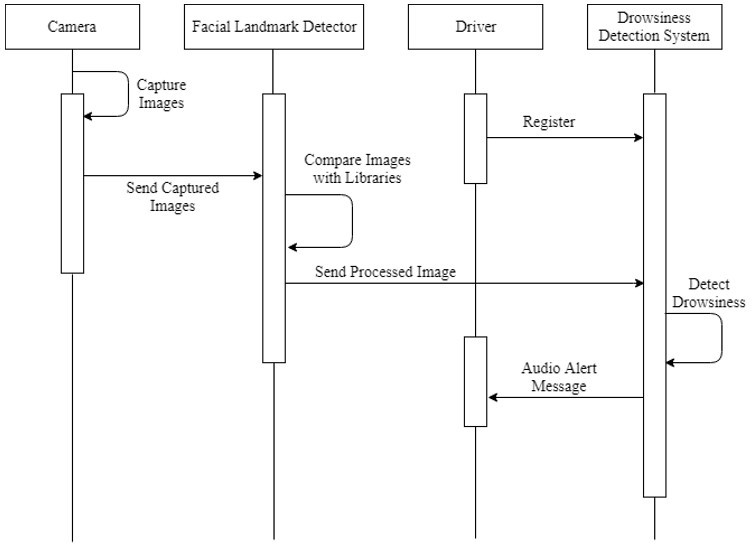 Camera
Facial Landmark Detector
Driver
Drowsiness
Detection System
Capture
Images
Register
Compare Images
with Libraries
Send Captured
Images
Send Processed Image
Detect
Drowsiness
Audio Alert
Message